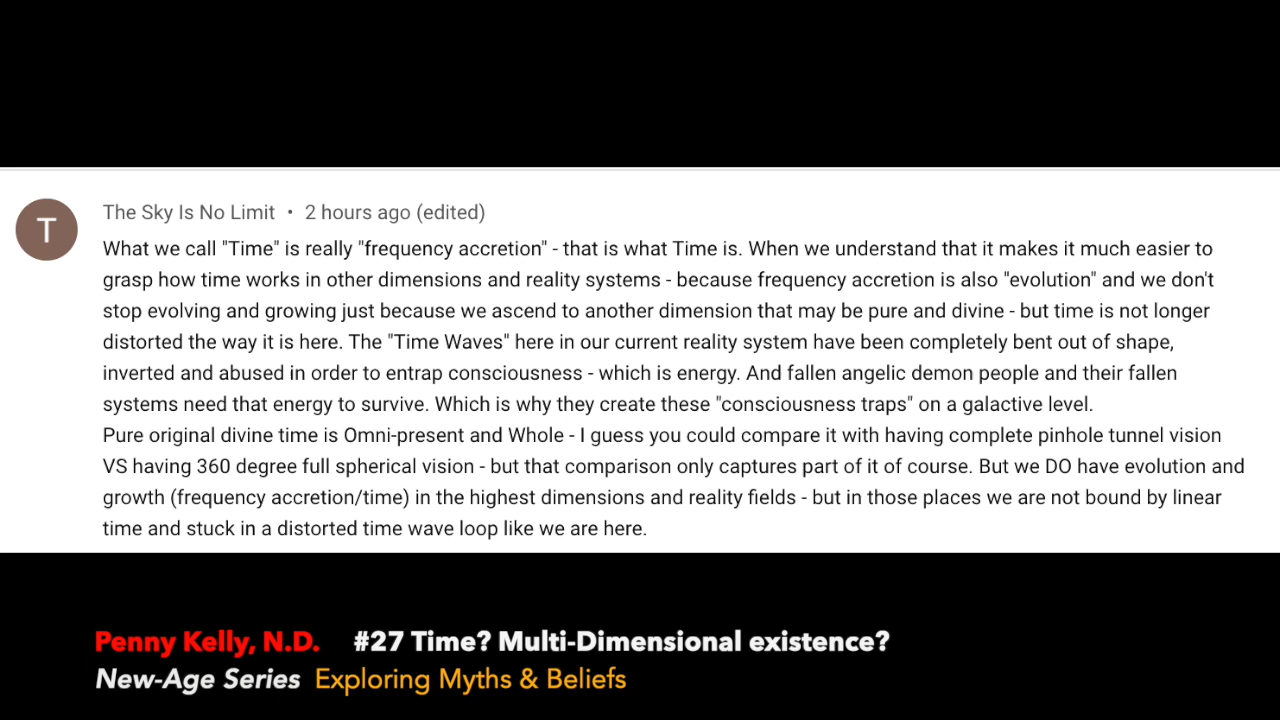 T
The Sky Is No Limit • 2 hours ago (edited)
What we call "Time" is really "frequency accretion" - that is what Time is. When we understand that it makes it much easier to
grasp how time works in other dimensions and reality systems - because frequency accretion is also "evolution" and we don't
stop evolving and growing just because we ascend to another dimension that may be pure and divine - but time is not longer
distorted the way it is here. The "Time Waves" here in our current reality system have been completely bent out of shape,
inverted and abused in order to entrap consciousness - which is energy. And fallen angelic demon people and their fallen
systems need that energy to survive. Which is why they create these "consciousness traps" on a galactive level.
Pure original divine time is Omni-present and Whole - I guess you could compare it with having complete pinhole tunnel vision
VS having 360 degree full spherical vision - but that comparison only captures part of it of course. But we DO have evolution and
growth (frequency accretion/time) in the highest dimensions and reality fields - but in those places we are not bound by linear
time and stuck in a distorted time wave loop like we are here.
Penny Kelly, N.D. #27 Time? Multi-Dimensional existence?
New-Age Series Exploring Myths & Beliefs